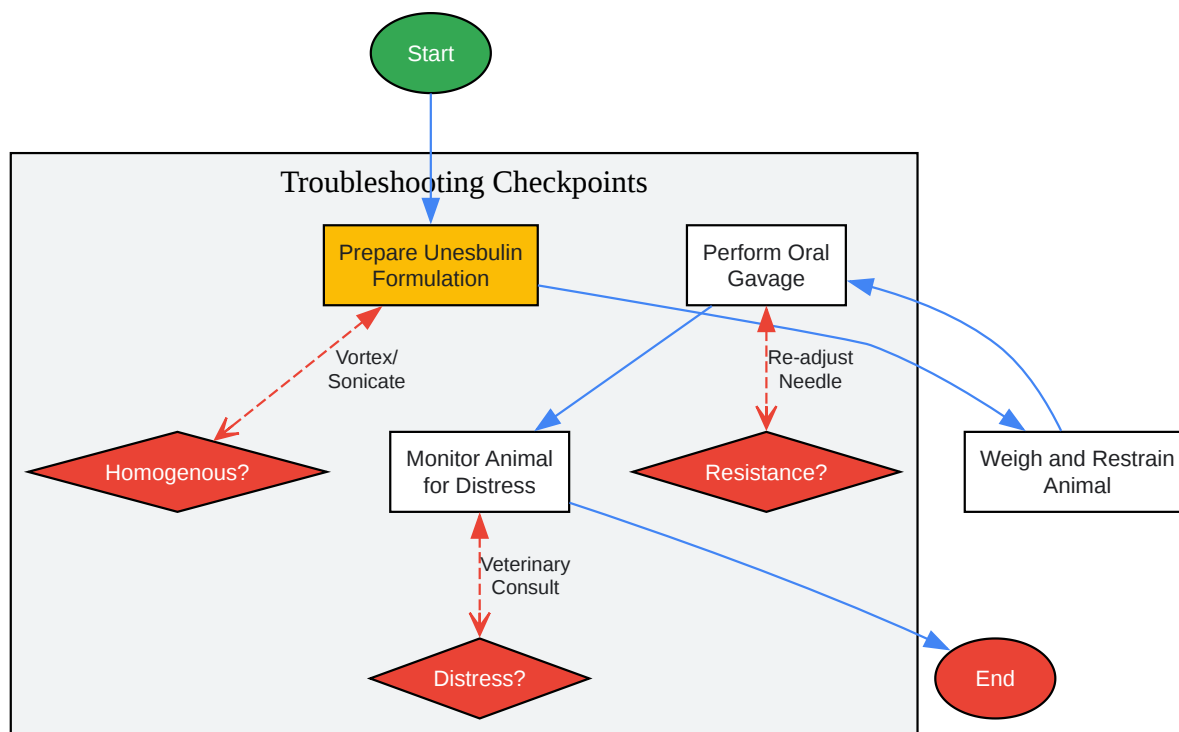 Start
Troubleshooting Checkpoints
Prepare Unesbulin
Formulation
Perform Oral
Gavage
Vortex/
Sonicate
Re-adjust
Needle
Homogenous?
Monitor Animal
for Distress
Resistance?
Weigh and Restrain
Animal
Veterinary
Consult
Distress?
End